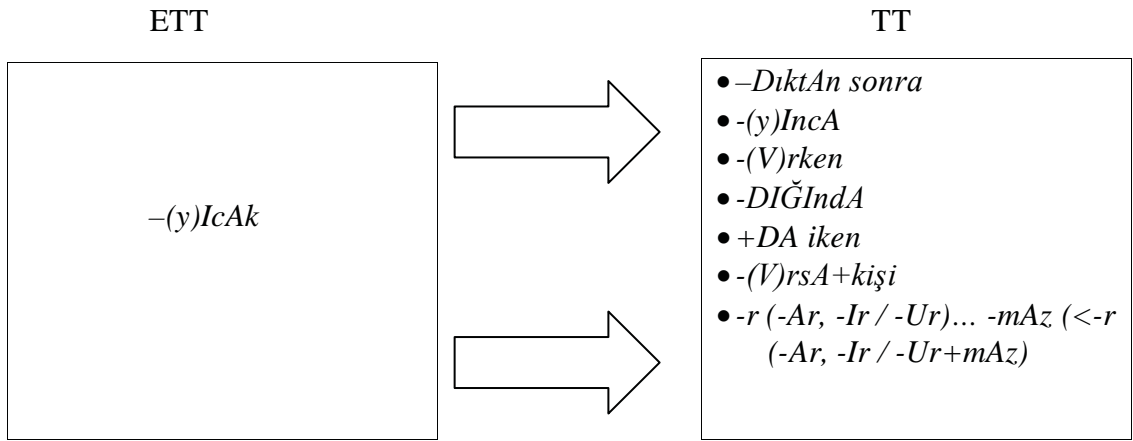 ETT
TT
–(y)IcAk
• –DıktAn sonra
• -(y)IncA
• -(V)rken
• -DIĞIndA
• +DA iken
• -(V)rsA+kişi
• -r (-Ar, -Ir / -Ur)… -mAz (<-r
(-Ar, -Ir / -Ur+mAz)